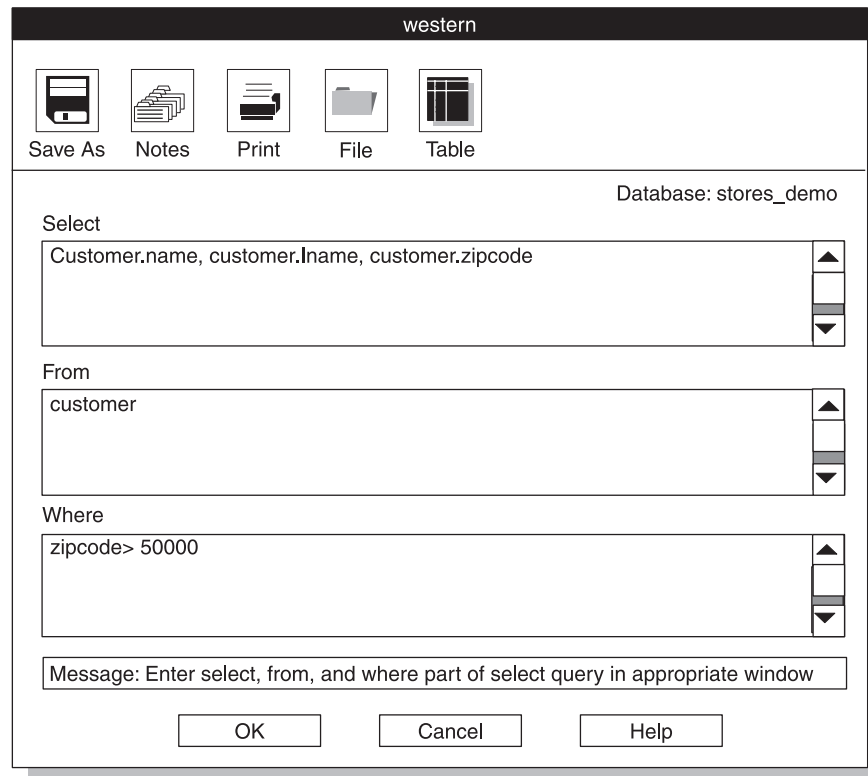 western
Save As Notes Print File Table
Database: stores_demo
Select
Customer.name, customer.lname, customer.zipcode
From
customer
Where
zipcode> 50000
Message: Enter select, from, and where part of select query in appropriate window
OK Cancel Help